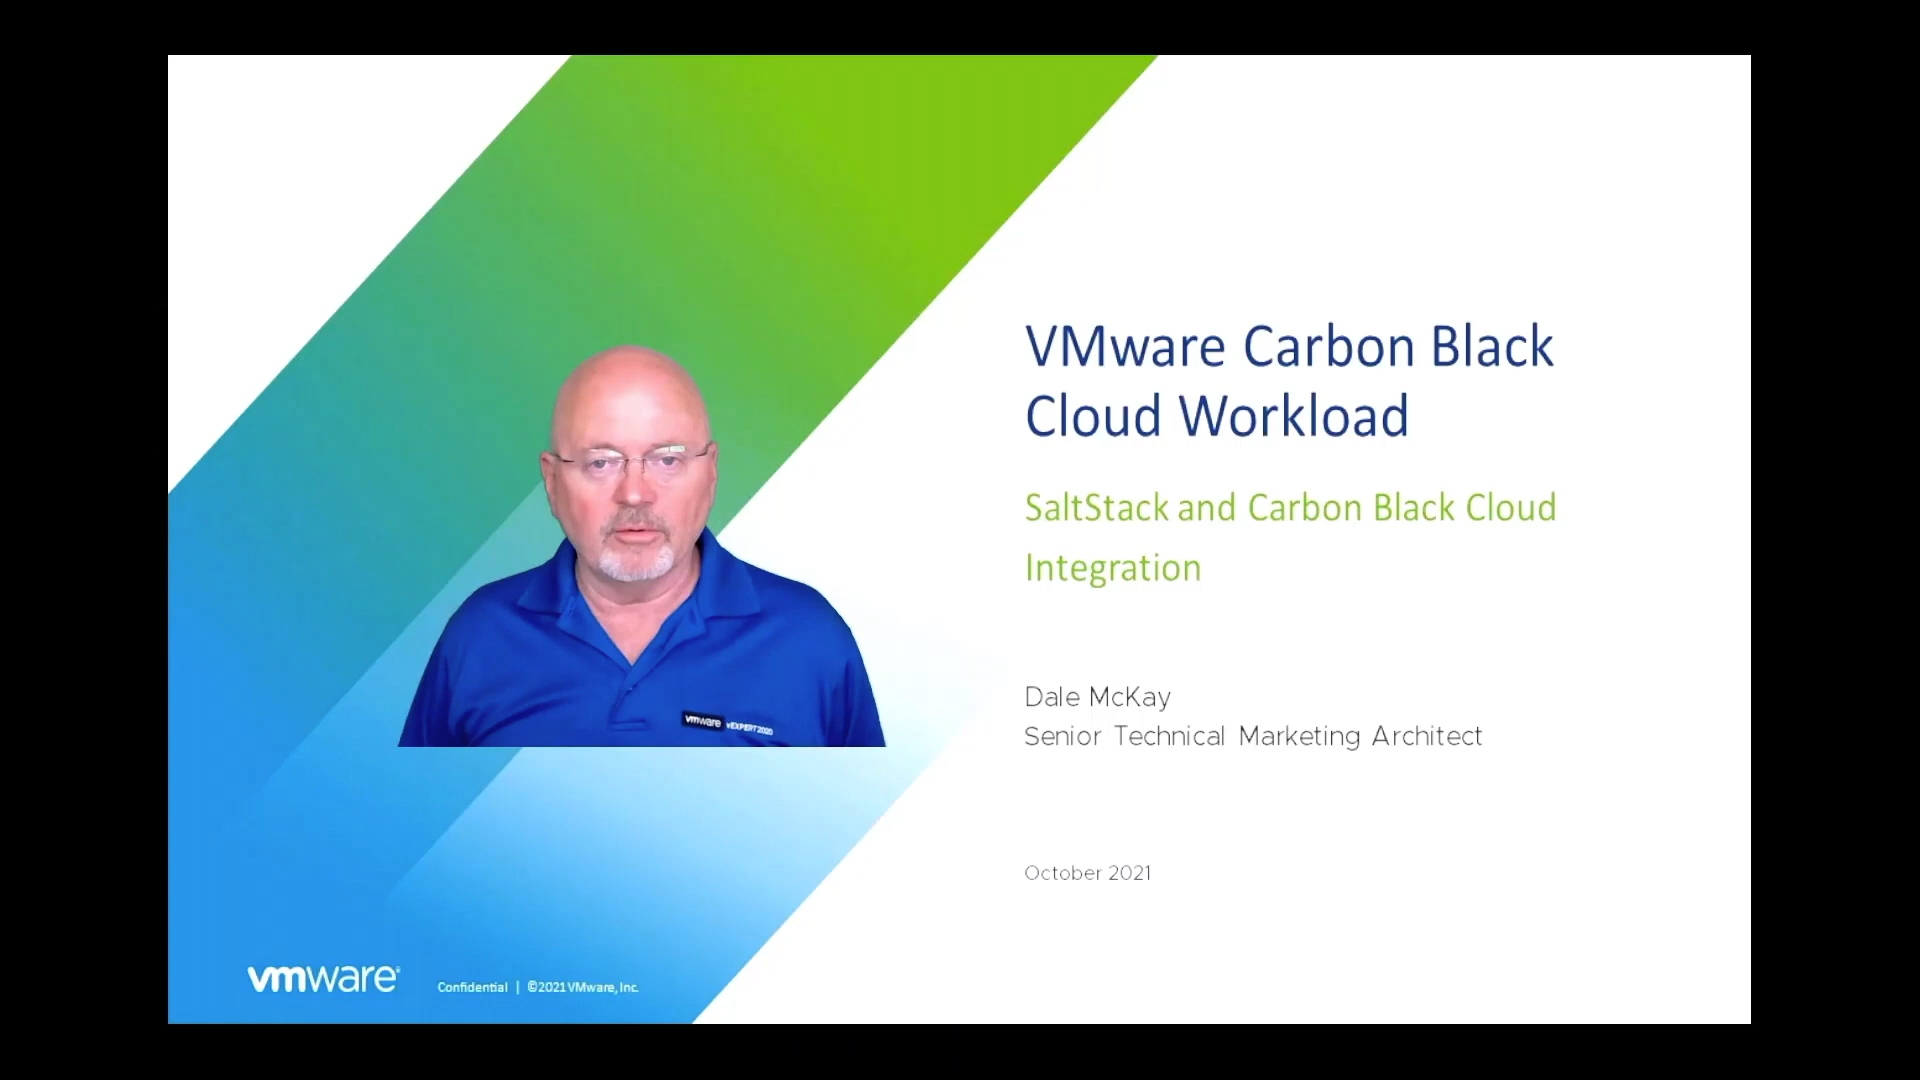 VMware Carbon Black
Cloud Workload
SaltStack and Carbon Black Cloud
Integration
Dale McKay
Senior Technical Marketing Architect
October 2021
vmware vEXPERT2020
vmware®
Confidential | ©2021 VMware, Inc.